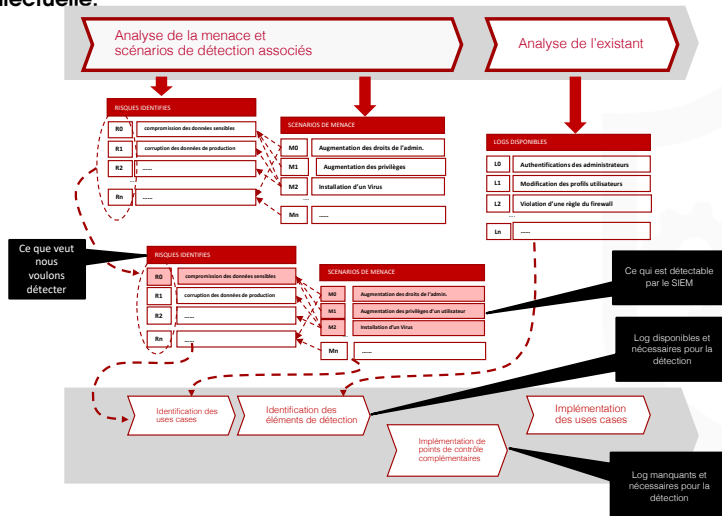 llectuelle.
Analyse de la menace et
scénarios de détection associés
Analyse de l'existant
RISQUES IDENTIFIES
R0 compromission des données sensibles
R1 corruption des données de production
R2 ......
...
Rn ......
SCENARIOS DE MENACE
M0 Augmentation des droits de l'admin.
M1 Augmentation des privilèges
M2 Installation d'un Virus
....
Mn ......
LOGS DISPONIBLES
L0 Authentifications des administrateurs
L1 Modification des profils utilisateurs
L2 Violation d'une règle du firewall
....
Ln ......
Ce que veut
nous
voulons
détecter
RISQUES IDENTIFIES
R0 compromission des données sensibles
R1 corruption des données de production
R2 ......
Rn ......
SCENARIOS DE MENACE
M0 Augmentation des droits de l'admin.
M1 Augmentation des privilèges d'un utilisateur
M2 Installation d'un Virus
Mn ......
Ce qui est détectable
par le SIEM
Log disponibles et
nécessaires pour la
détection
Identification des
uses cases
Identification des
éléments de détection
Implémentation de
points de contrôle
complémentaires
Implémentation
des uses cases
Log manquants et
nécessaires pour la
détection